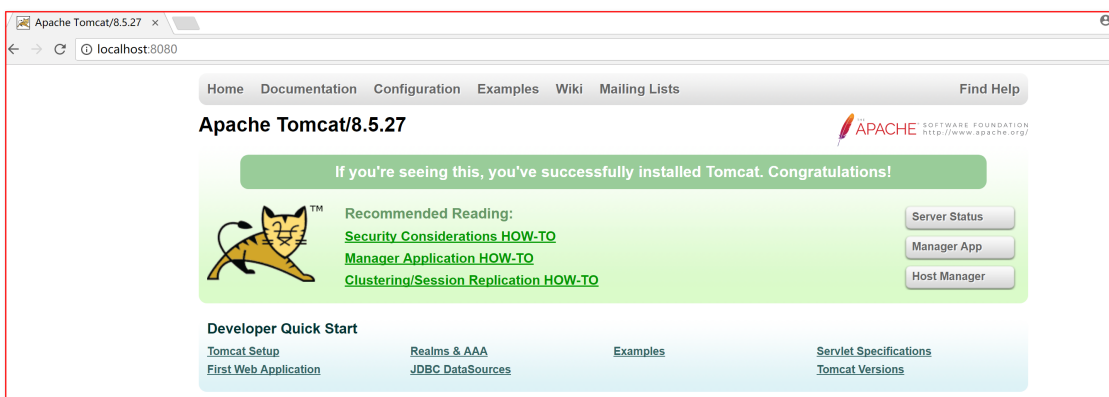 Apache Tomcat/8.5.27
localhost:8080
Home Documentation Configuration Examples Wiki Mailing Lists Find Help
Apache Tomcat/8.5.27
THE APACHE SOFTWARE FOUNDATION
http://www.apache.org/
If you're seeing this, you've successfully installed Tomcat. Congratulations!
TM
Recommended Reading:
Security Considerations HOW-TO
Manager Application HOW-TO
Clustering/Session Replication HOW-TO
Server Status
Manager App
Host Manager
Developer Quick Start
Tomcat Setup Realms & AAA Examples Servlet Specifications
First Web Application JDBC DataSources Tomcat Versions